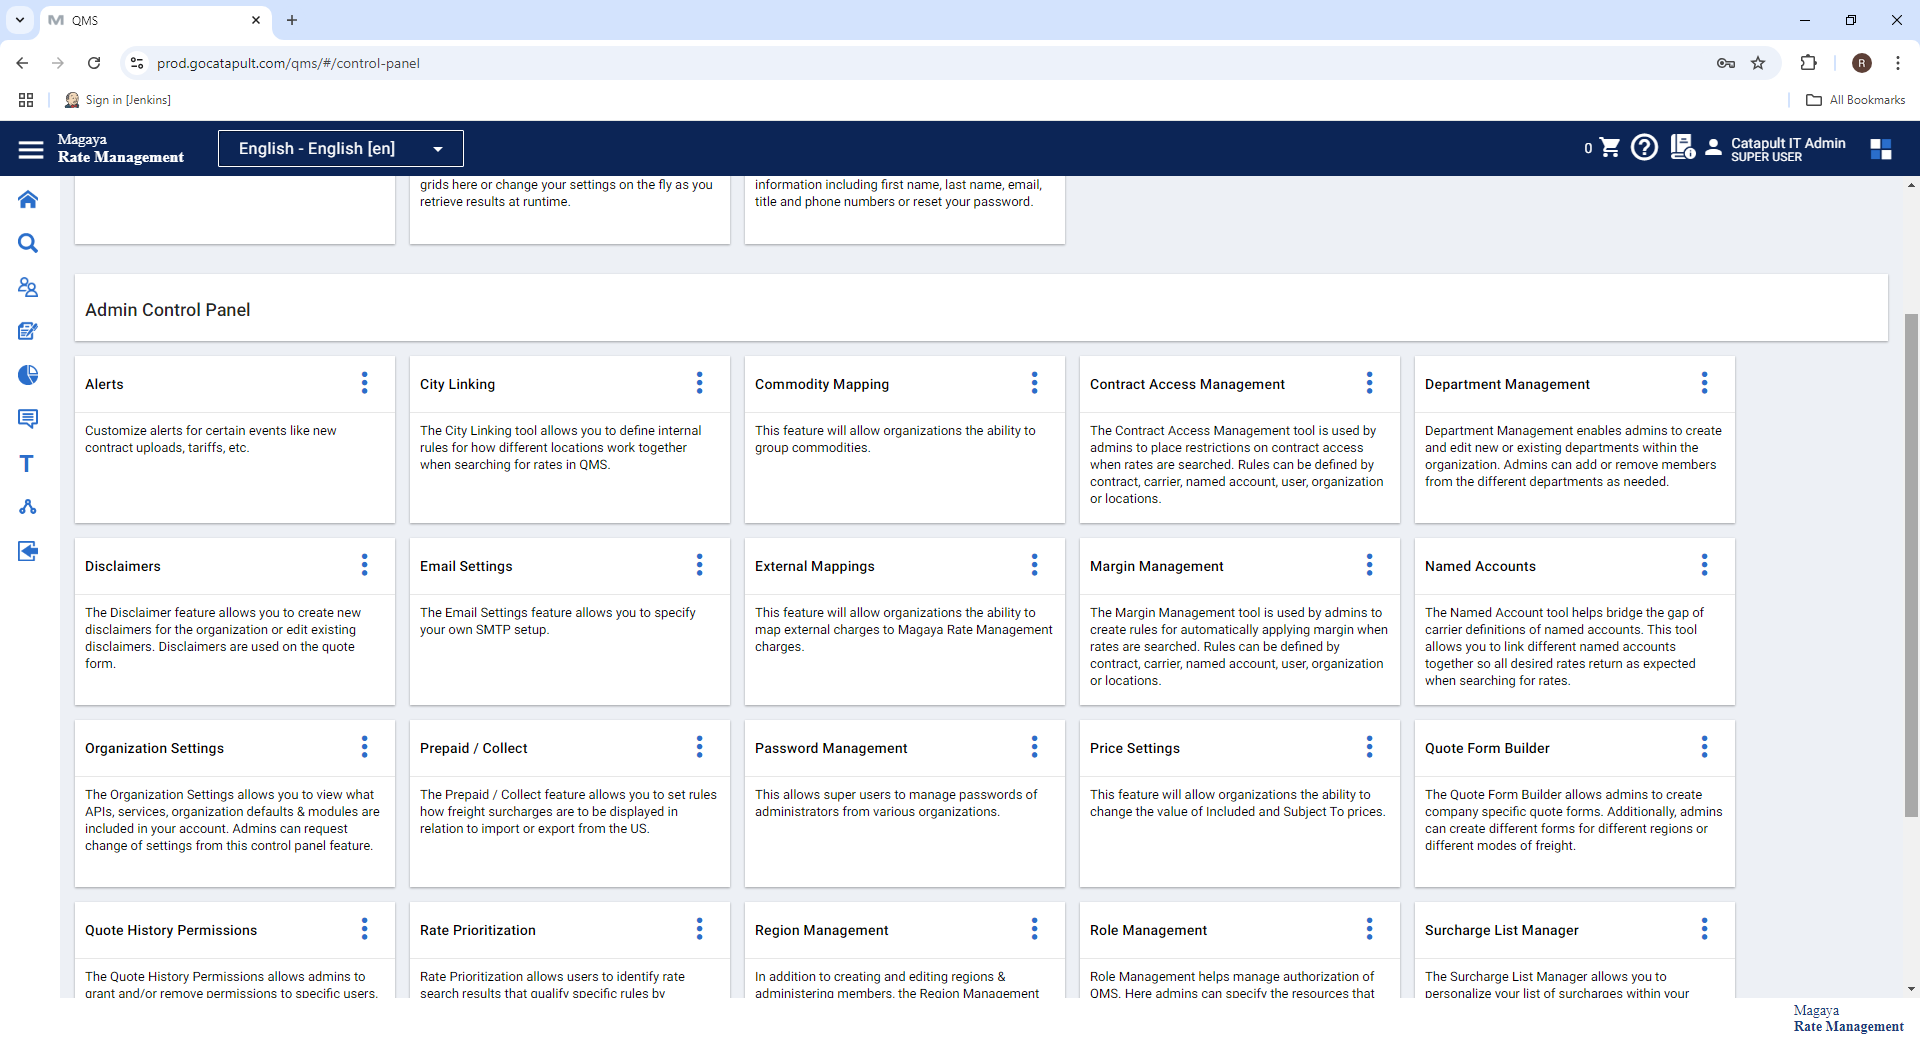 QMS
prod.gocatapult.com/qms/#/control-panel
R
Sign in [Jenkins]
All Bookmarks
Magaya
Rate Management
English - English [en]
0
Catapult IT Admin
SUPER USER
grids here or change your settings on the fly as you
retrieve results at runtime.
information including first name, last name, email,
title and phone numbers or reset your password.
Admin Control Panel
Alerts
Customize alerts for certain events like new
contract uploads, tariffs, etc.
City Linking
The City Linking tool allows you to define internal
rules for how different locations work together
when searching for rates in QMS.
Commodity Mapping
This feature will allow organizations the ability to
group commodities.
Contract Access Management
The Contract Access Management tool is used by
admins to place restrictions on contract access
when rates are searched. Rules can be defined by
contract, carrier, named account, user, organization
or locations.
Department Management
Department Management enables admins to create
and edit new or existing departments within the
organization. Admins can add or remove members
from the different departments as needed.
Disclaimers
The Disclaimer feature allows you to create new
disclaimers for the organization or edit existing
disclaimers. Disclaimers are used on the quote
form.
Email Settings
The Email Settings feature allows you to specify
your own SMTP setup.
External Mappings
This feature will allow organizations the ability to
map external charges to Magaya Rate Management
charges.
Margin Management
The Margin Management tool is used by admins to
create rules for automatically applying margin when
rates are searched. Rules can be defined by
contract, carrier, named account, user, organization
or locations.
Named Accounts
The Named Account tool helps bridge the gap of
carrier definitions of named accounts. This tool
allows you to link different named accounts
together so all desired rates return as expected
when searching for rates.
Organization Settings
The Organization Settings allows you to view what
APIs, services, organization defaults & modules are
included in your account. Admins can request
change of settings from this control panel feature.
Prepaid / Collect
The Prepaid / Collect feature allows you to set rules
how freight surcharges are to be displayed in
relation to import or export from the US.
Password Management
This allows super users to manage passwords of
administrators from various organizations.
Price Settings
This feature will allow organizations the ability to
change the value of Included and Subject To prices.
Quote Form Builder
The Quote Form Builder allows admins to create
company specific quote forms. Additionally, admins
can create different forms for different regions or
different modes of freight.
Quote History Permissions
The Quote History Permissions allows admins to
grant and/or remove permissions to specific users.
Rate Prioritization
Rate Prioritization allows users to identify rate
search results that qualify specific rules by
Region Management
In addition to creating and editing regions &
administering members, the Region Management
Role Management
Role Management helps manage authorization of
QMS. Here admins can specify the resources that
Surcharge List Manager
The Surcharge List Manager allows you to
personalize your list of surcharges within your
Magaya
Rate Management